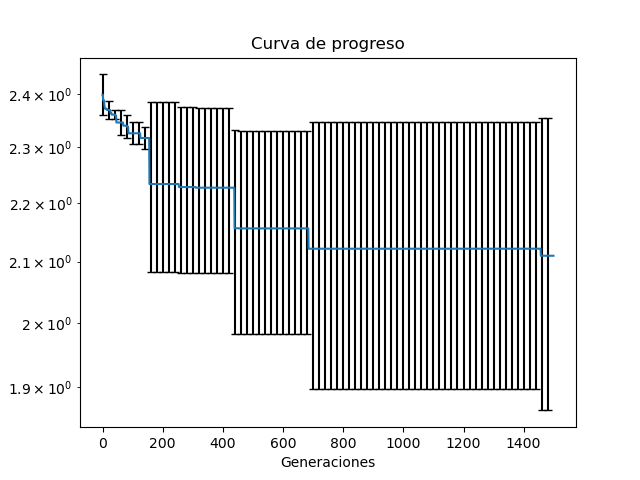 Curva de progreso
2.4 × 10⁰
2.3 × 10⁰
2.2 × 10⁰
2.1 × 10⁰
2 × 10⁰
1.9 × 10⁰
0 200 400 600 800 1000 1200 1400
Generaciones